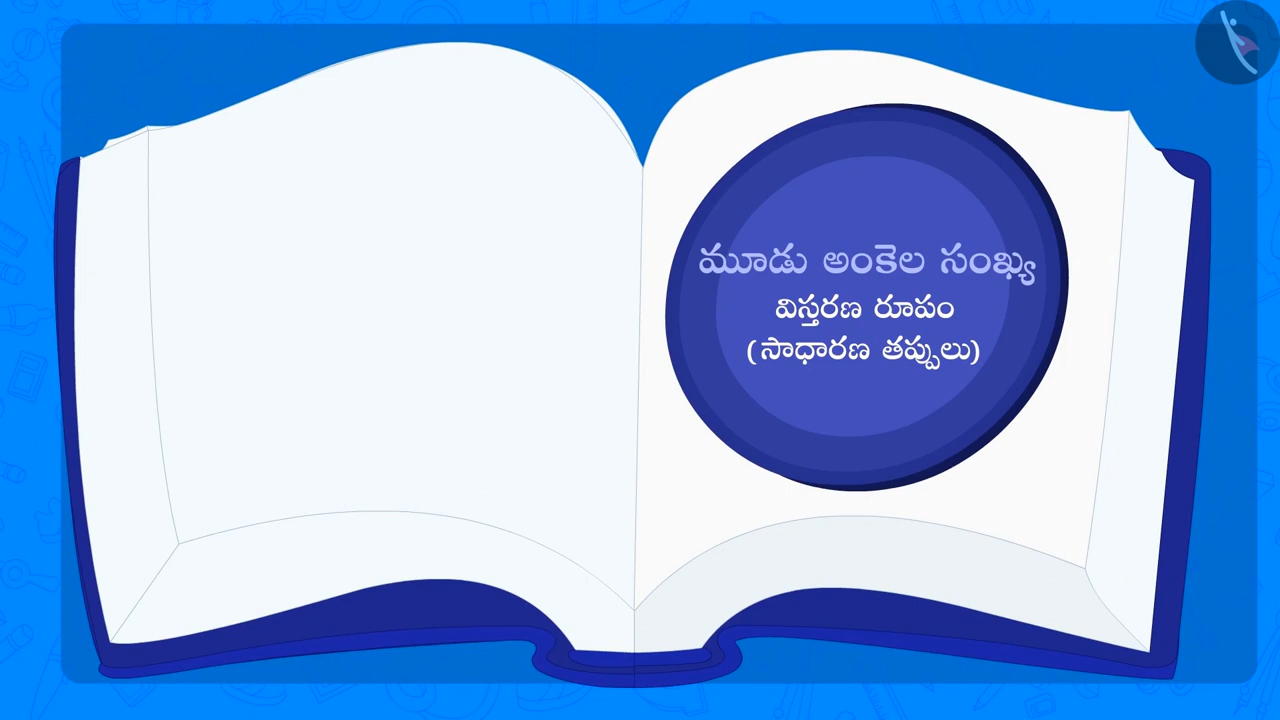 మూడు అంకెల సంఖ్య
విస్తరణ రూపం
(సాధారణ తప్పులు)